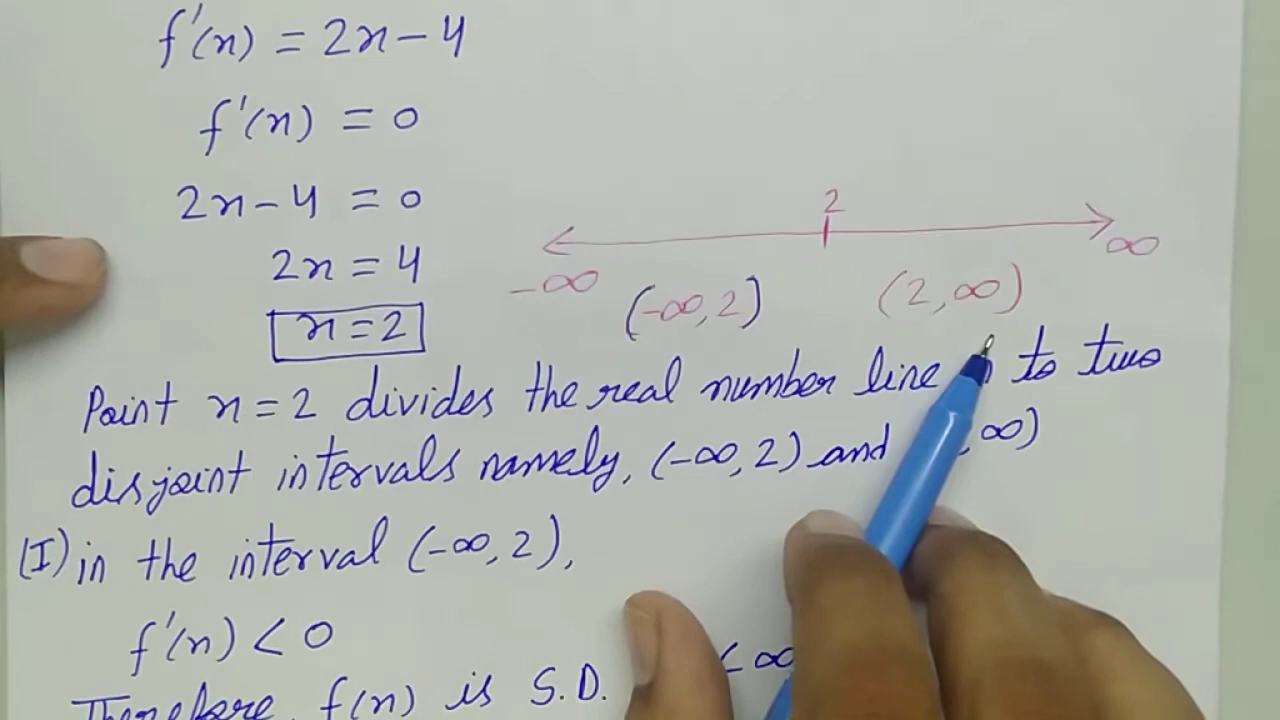 f'(x) = 2x - 4
f'(x) = 0
2x - 4 = 0
2x = 4
x = 2
2
-∞ ∞
(-∞, 2) (2, ∞)
Point x = 2 divides the real number line to two
disjoint intervals namely, (-∞, 2) and , ∞)
(I) in the interval (-∞, 2),
f'(x) < 0
Therefore, f(x) is S.D. < ∞